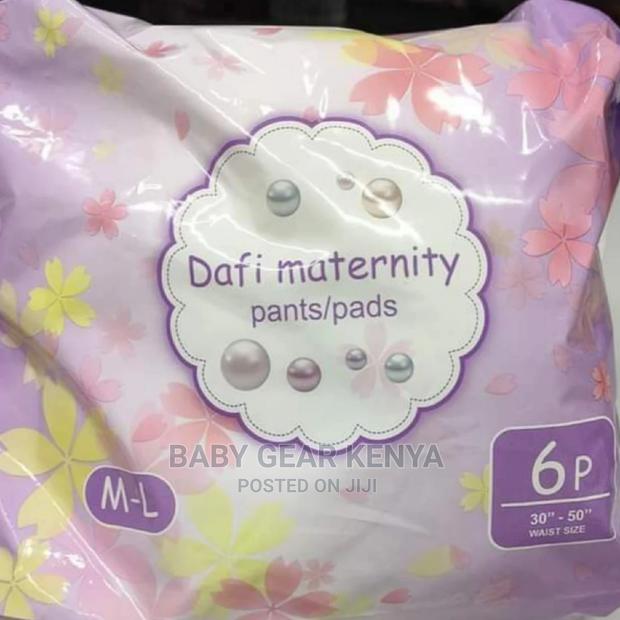 Dafi maternity
pants/pads
BABY GEAR KENYA
POSTED ON JIJI
M-L
6P
30" - 50"
WAIST SIZE